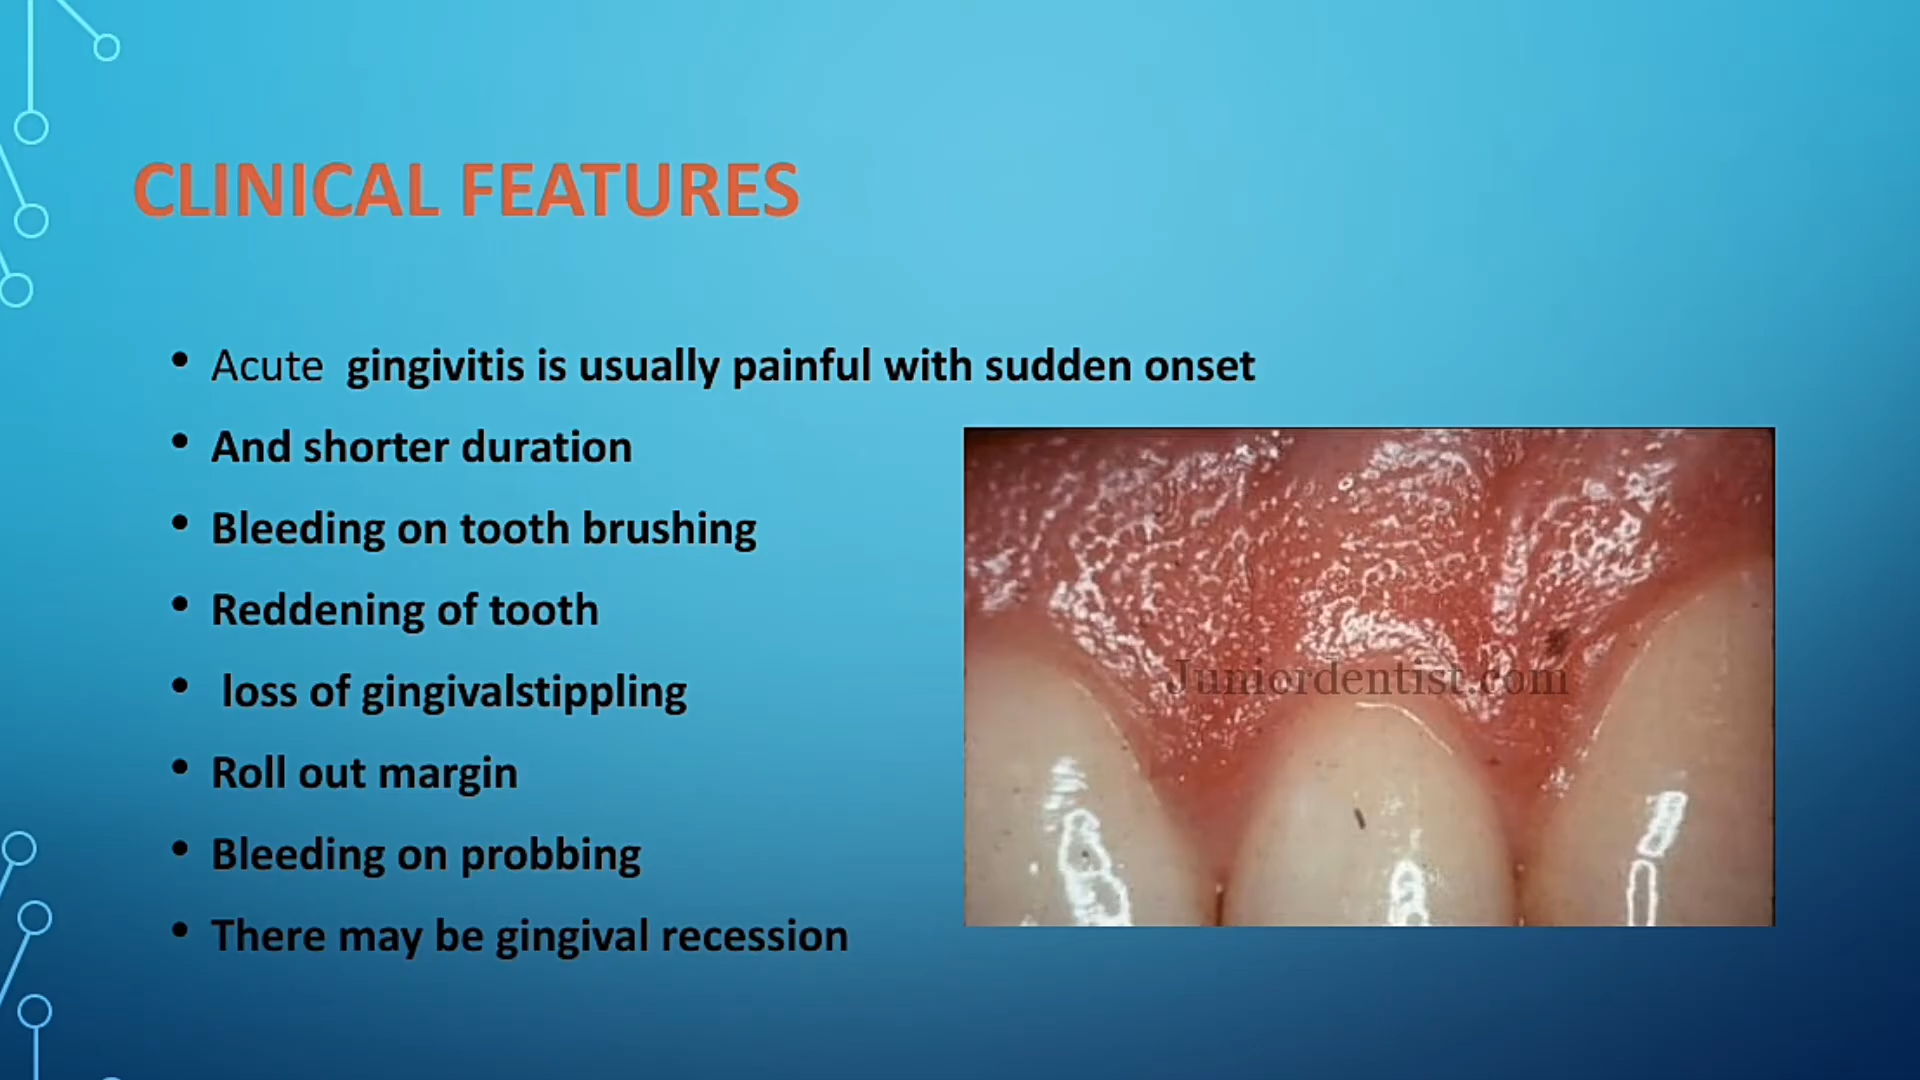 CLINICAL FEATURES
• Acute gingivitis is usually painful with sudden onset
• And shorter duration
• Bleeding on tooth brushing
• Reddening of tooth
• loss of gingivalstippling
• Roll out margin
• Bleeding on probbing
• There may be gingival recession
Juniordentist.com